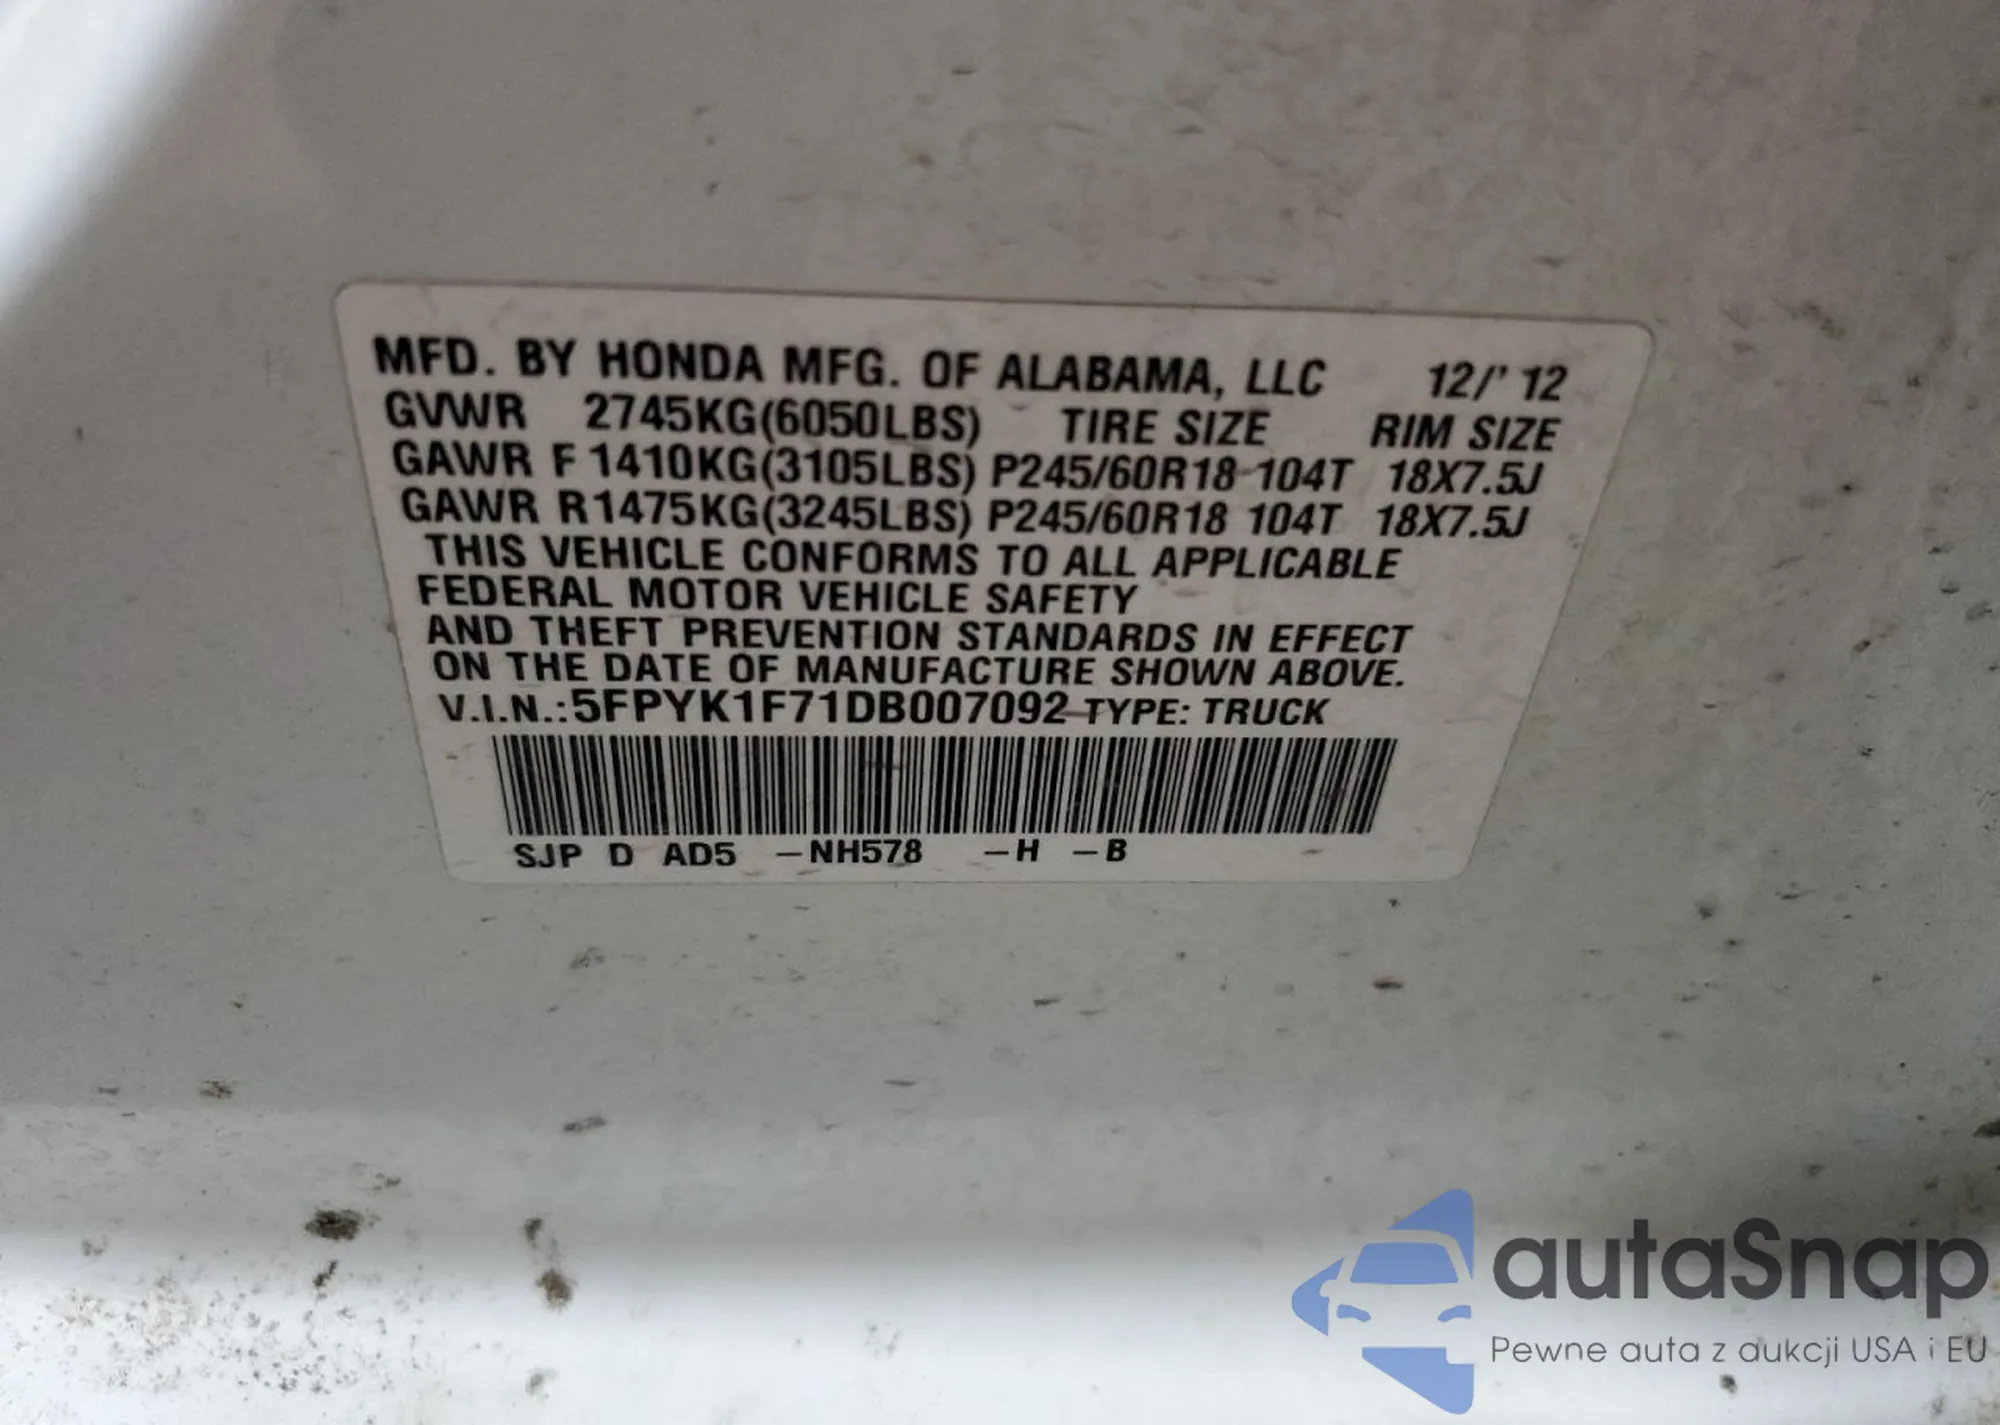 MFD. BY HONDA MFG. OF ALABAMA, LLC 12/' 12
GVWR 2745KG(6050LBS) TIRE SIZE RIM SIZE
GAWR F 1410KG(3105LBS) P245/60R18 104T 18X7.5J
GAWR R1475KG(3245LBS) P245/60R18 104T 18X7.5J
THIS VEHICLE CONFORMS TO ALL APPLICABLE
FEDERAL MOTOR VEHICLE SAFETY
AND THEFT PREVENTION STANDARDS IN EFFECT
ON THE DATE OF MANUFACTURE SHOWN ABOVE.
V.I.N.:5FPYK1F71DB007092 TYPE: TRUCK
SJP D AD5 -NH578 -H -B
autaSnap
Pewne auta z aukcji USA i EU